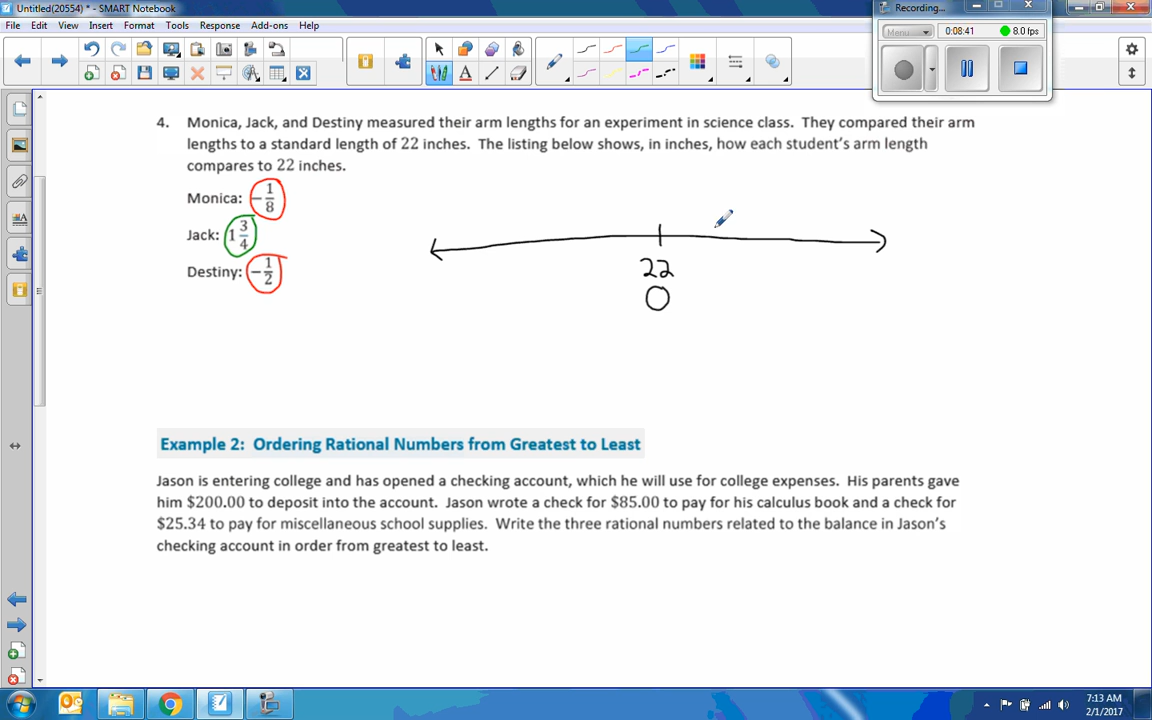 Untitled(20554) * - SMART Notebook
Recording...
File Edit View Insert Format Tools Response Add-ons Help
Menu 0:08:41 8.0 fps
4. Monica, Jack, and Destiny measured their arm lengths for an experiment in science class. They compared their arm
lengths to a standard length of 22 inches. The listing below shows, in inches, how each student's arm length
compares to 22 inches.
Monica: -1/8
Jack: 1 3/4
Destiny: -1/2
22
0
Example 2: Ordering Rational Numbers from Greatest to Least
Jason is entering college and has opened a checking account, which he will use for college expenses. His parents gave
him $200.00 to deposit into the account. Jason wrote a check for $85.00 to pay for his calculus book and a check for
$25.34 to pay for miscellaneous school supplies. Write the three rational numbers related to the balance in Jason's
checking account in order from greatest to least.
7:13 AM
2/1/2017